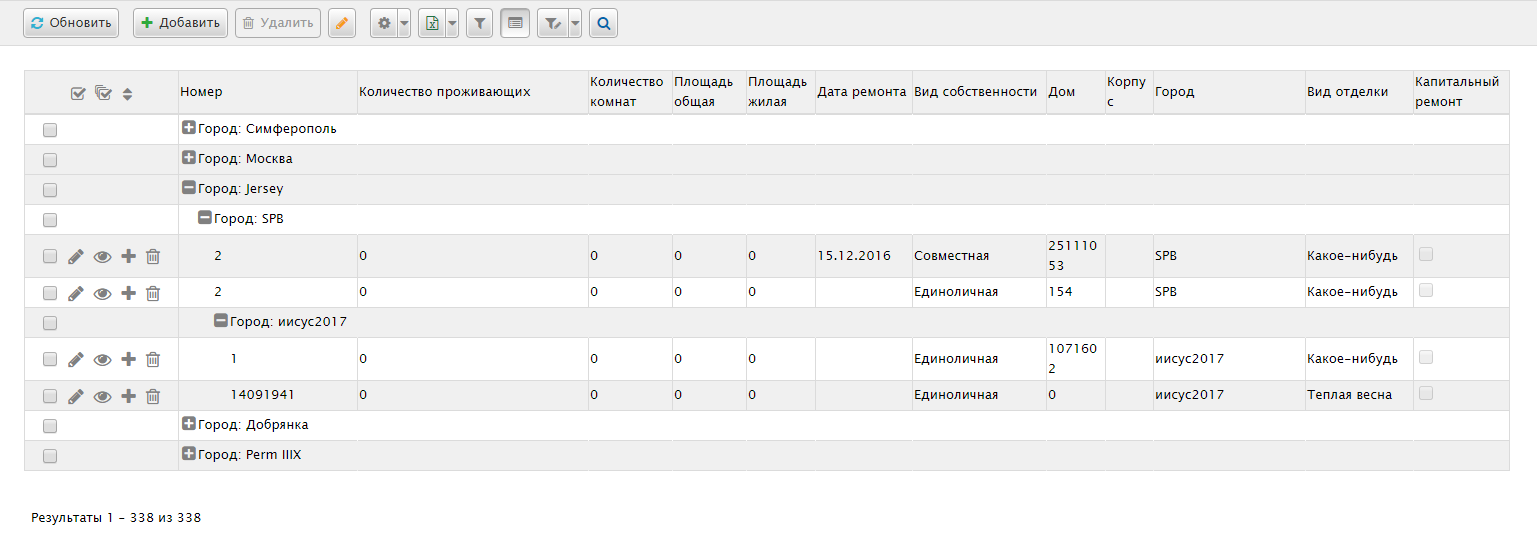 Обновить Добавить Удалить
Номер Количество проживающих Количество комнат Площадь общая Площадь жилая Дата ремонта Вид собственности Дом Корпус Город Вид отделки Капитальный ремонт
Город: Симферополь
Город: Москва
Город: Jersey
Город: SPB
2 0 0 0 0 15.12.2016 Совместная 25111053 SPB Какое-нибудь
2 0 0 0 0 Единоличная 154 SPB Какое-нибудь
Город: иисус2017
1 0 0 0 0 Единоличная 1071602 иисус2017 Какое-нибудь
14091941 0 0 0 0 Единоличная 0 иисус2017 Теплая весна
Город: Добрянка
Город: Perm IIIX
Результаты 1 - 338 из 338